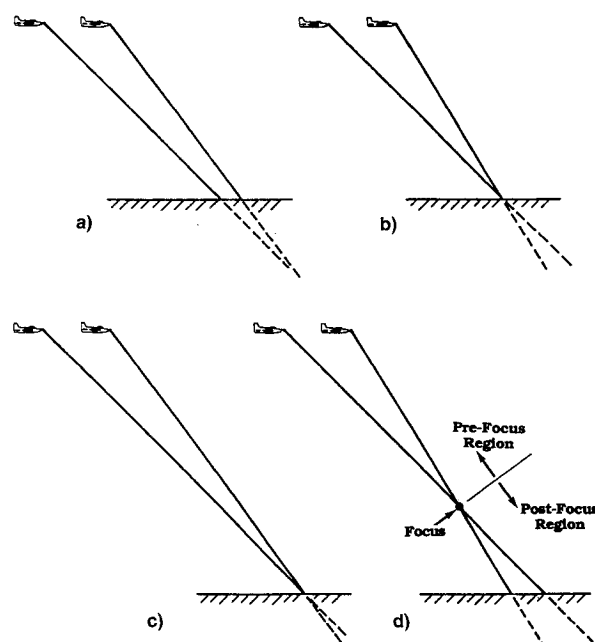 a)
b)
Pre-Focus
Region
Focus
Post-Focus
Region
c)
d)